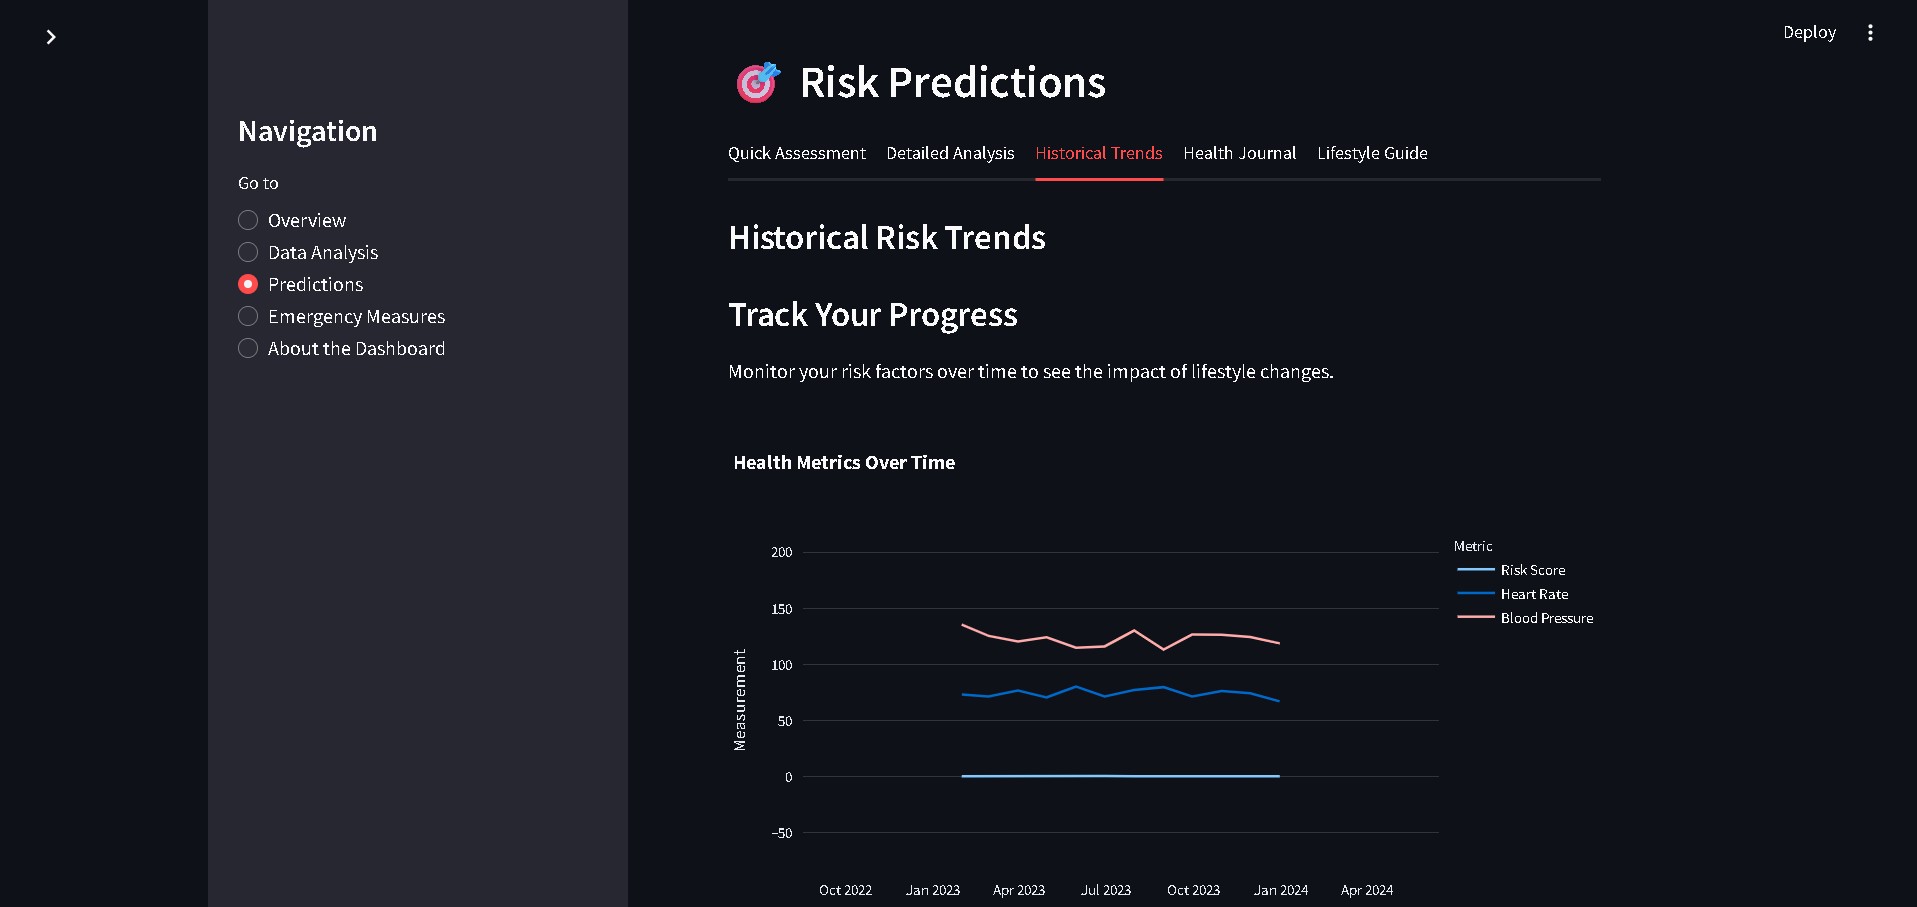 Deploy
Navigation
Go to
Overview
Data Analysis
Predictions
Emergency Measures
About the Dashboard
Risk Predictions
Quick Assessment Detailed Analysis Historical Trends Health Journal Lifestyle Guide
Historical Risk Trends
Track Your Progress
Monitor your risk factors over time to see the impact of lifestyle changes.
Health Metrics Over Time
Measurement
200
150
100
50
0
−50
Oct 2022 Jan 2023 Apr 2023 Jul 2023 Oct 2023 Jan 2024 Apr 2024
Metric
Risk Score
Heart Rate
Blood Pressure